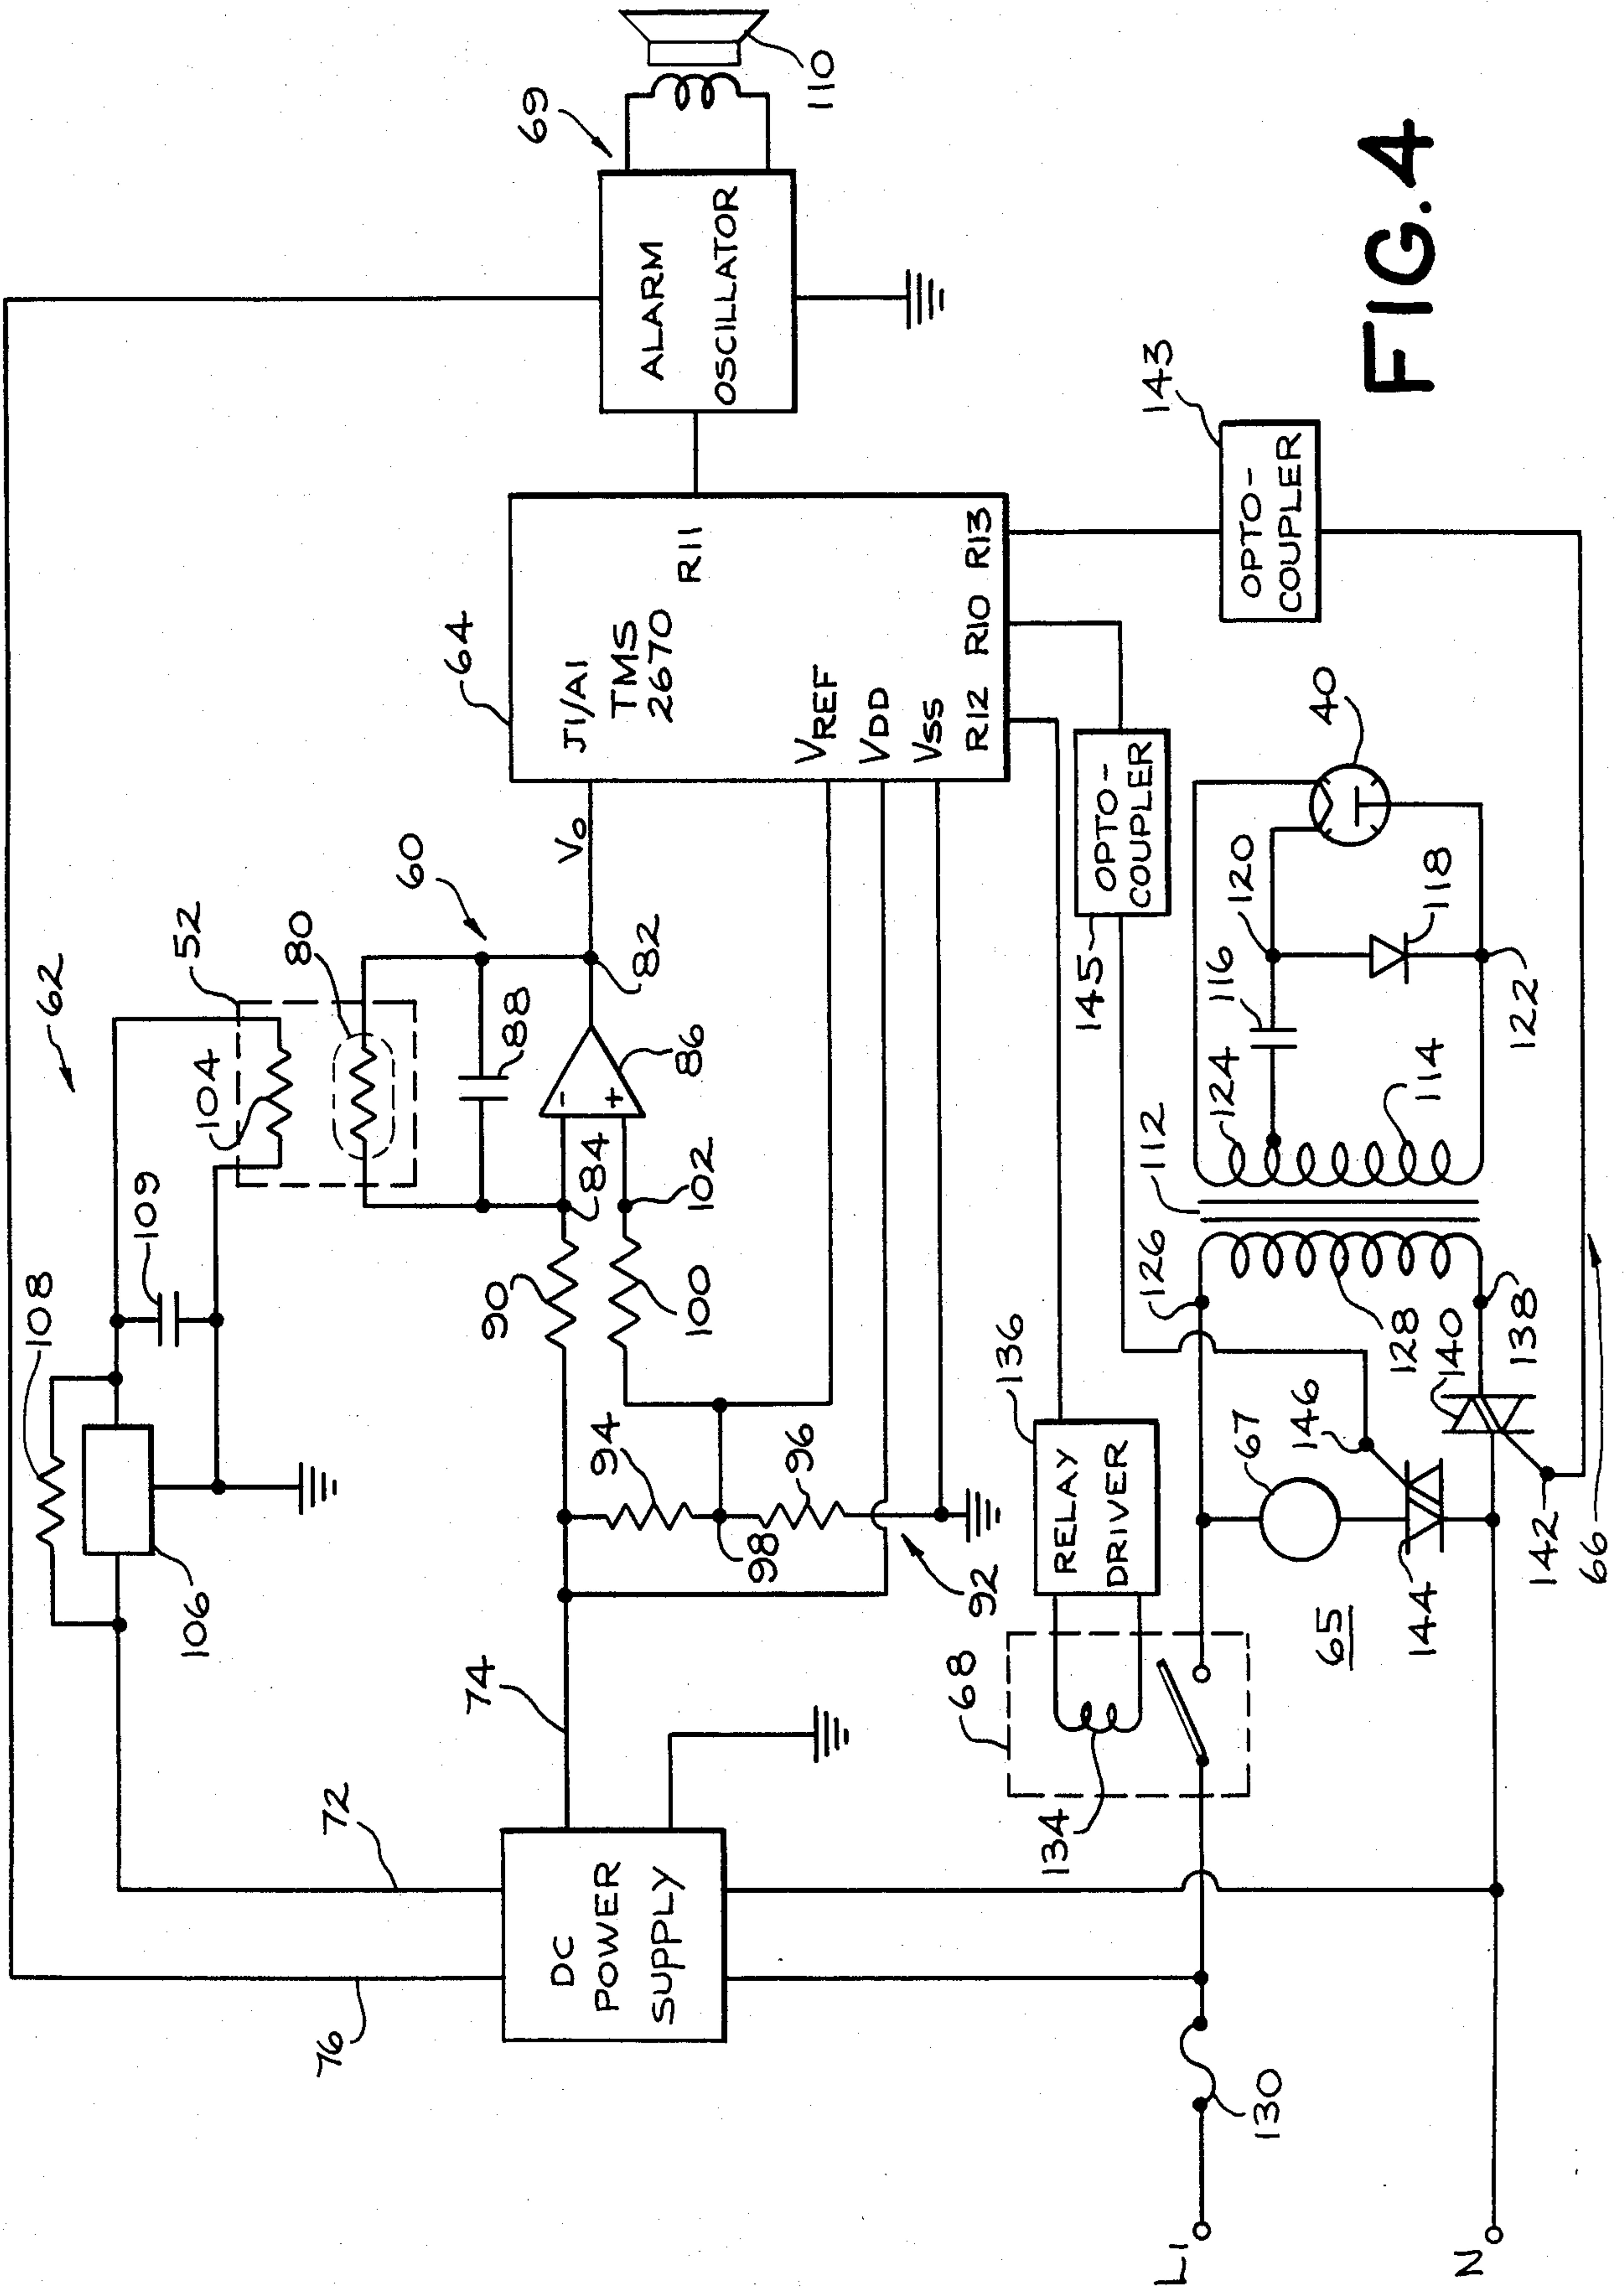 62
108
109
104
52
80
60
69
110
106
72
76
74
90
84
88
86
82
V0
64
J1/A1
TMS
2670
R11
VREF
VDD
VSS
R12 R10 R13
ALARM
OSCILLATOR
94
98
96
92
100
102
DC
POWER
SUPPLY
68
134
136
RELAY
DRIVER
145
OPTO-
COUPLER
143
OPTO-
COUPLER
126
112
124
116
120
40
118
114
122
128
138
140
146
67
144
65
142
66
130
L1
N
FIG. 4